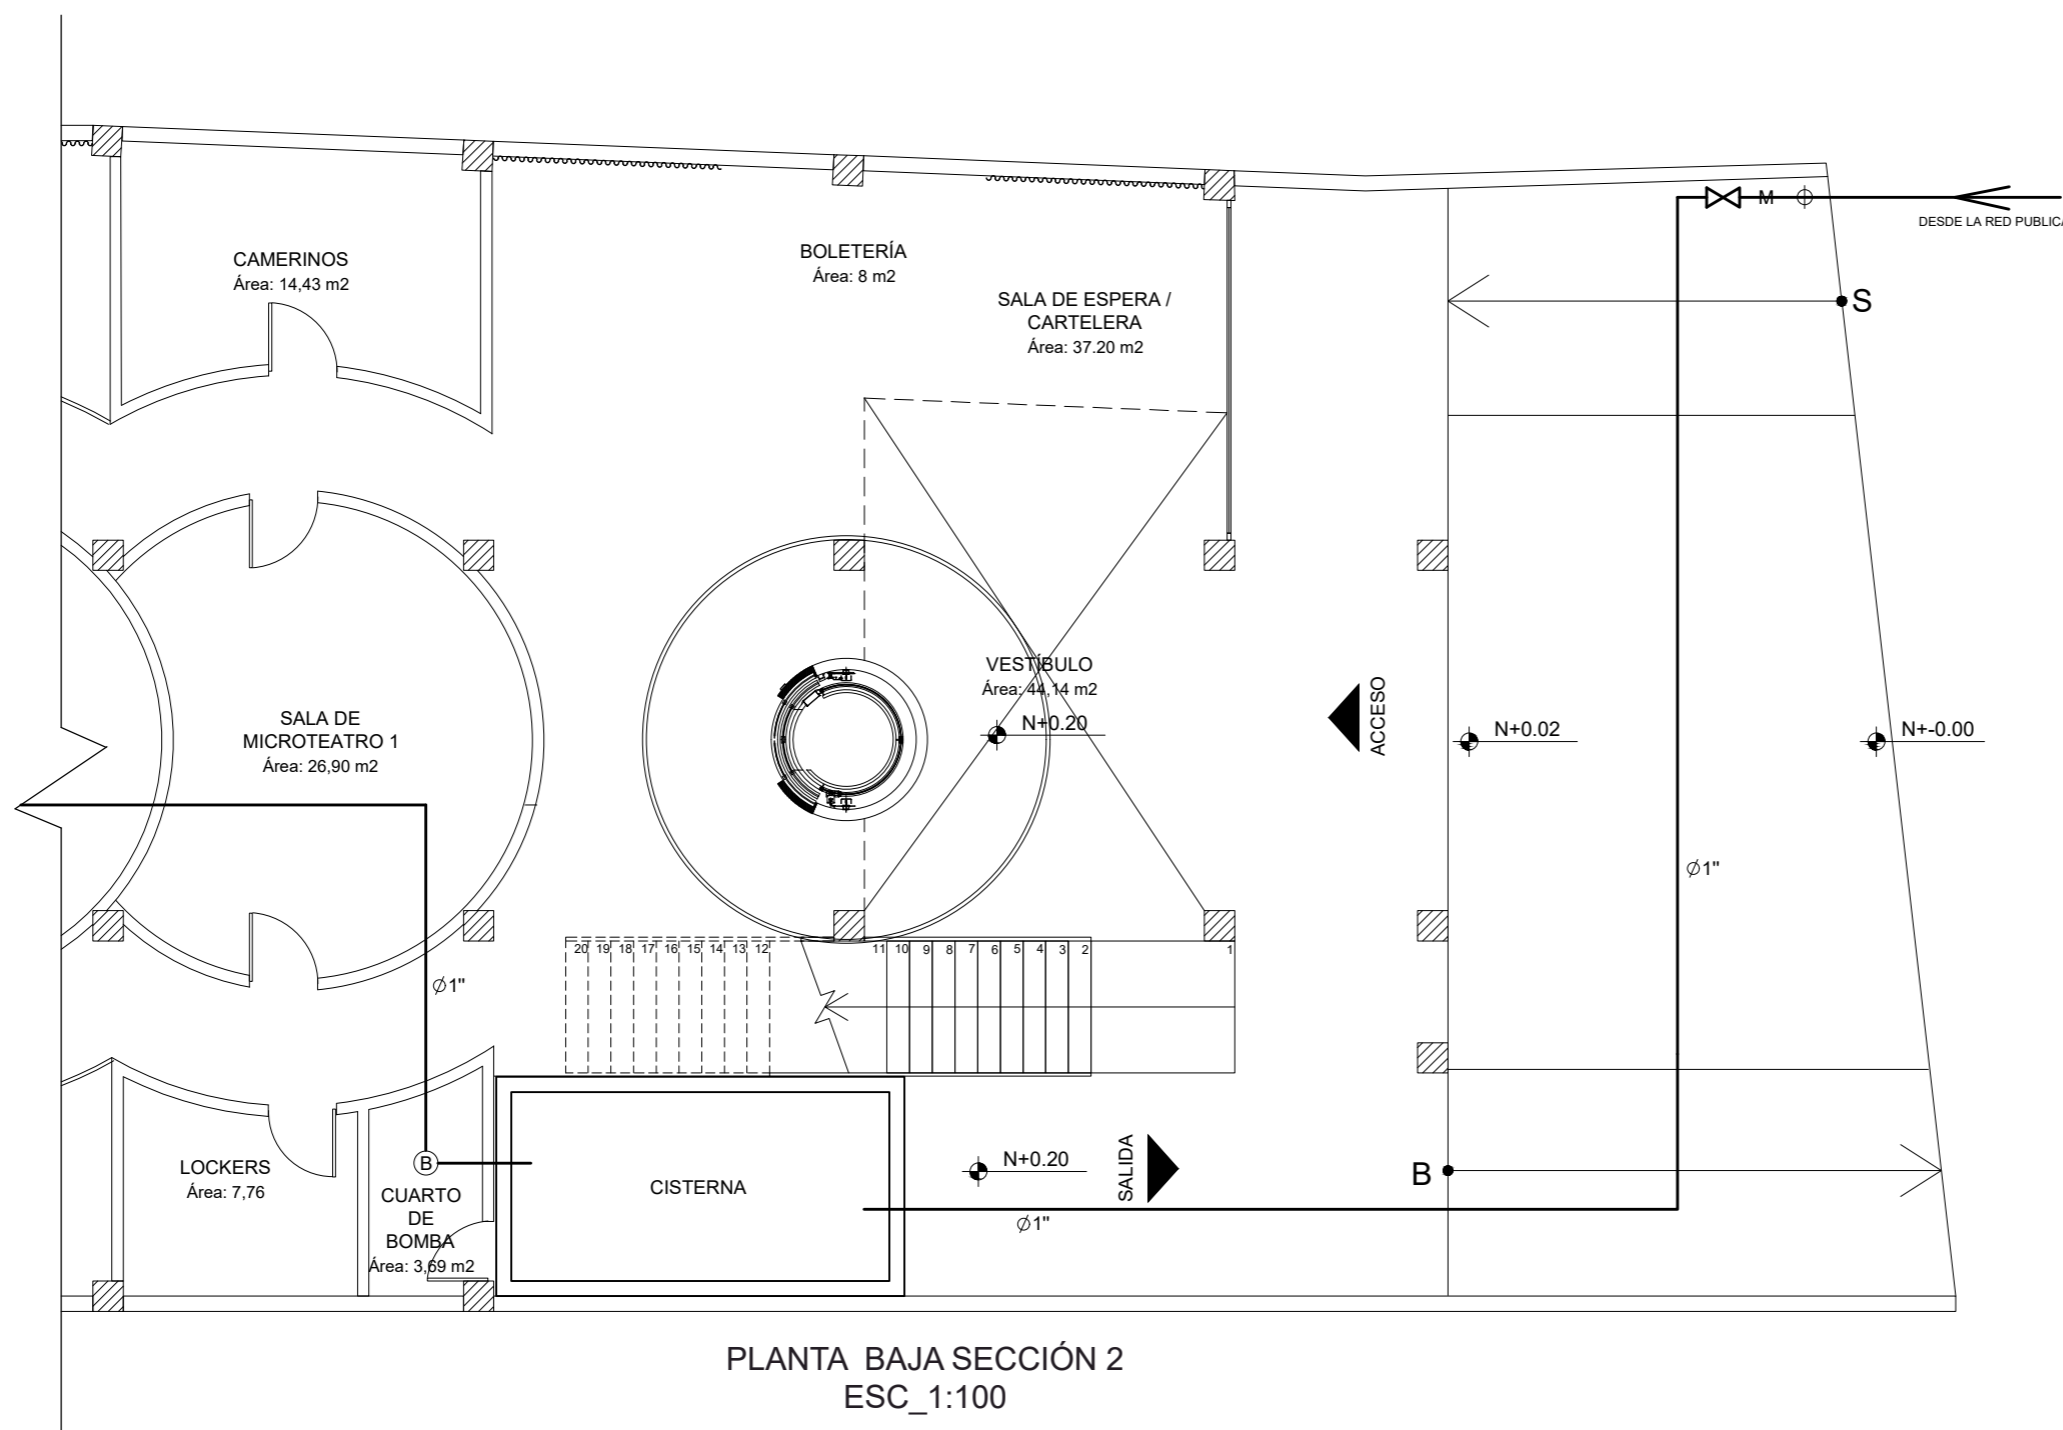 DESDE LA RED PUBLICA
M
CAMERINOS
Área: 14,43 m2
BOLETERÍA
Área: 8 m2
SALA DE ESPERA /
CARTELERA
Área: 37.20 m2
S
VESTÍBULO
Área: 44,14 m2
N+0.20
SALA DE
MICROTEATRO 1
Área: 26,90 m2
ACCESO
N+0.02
N+-0.00
Ø1"
20 19 18 17 16 15 14 13 12 11 10 9 8 7 6 5 4 3 2 1
Ø1"
LOCKERS
Área: 7,76
B
CUARTO
DE
BOMBA
Área: 3,69 m2
CISTERNA
N+0.20
SALIDA
B
Ø1"
PLANTA BAJA SECCIÓN 2
ESC_1:100